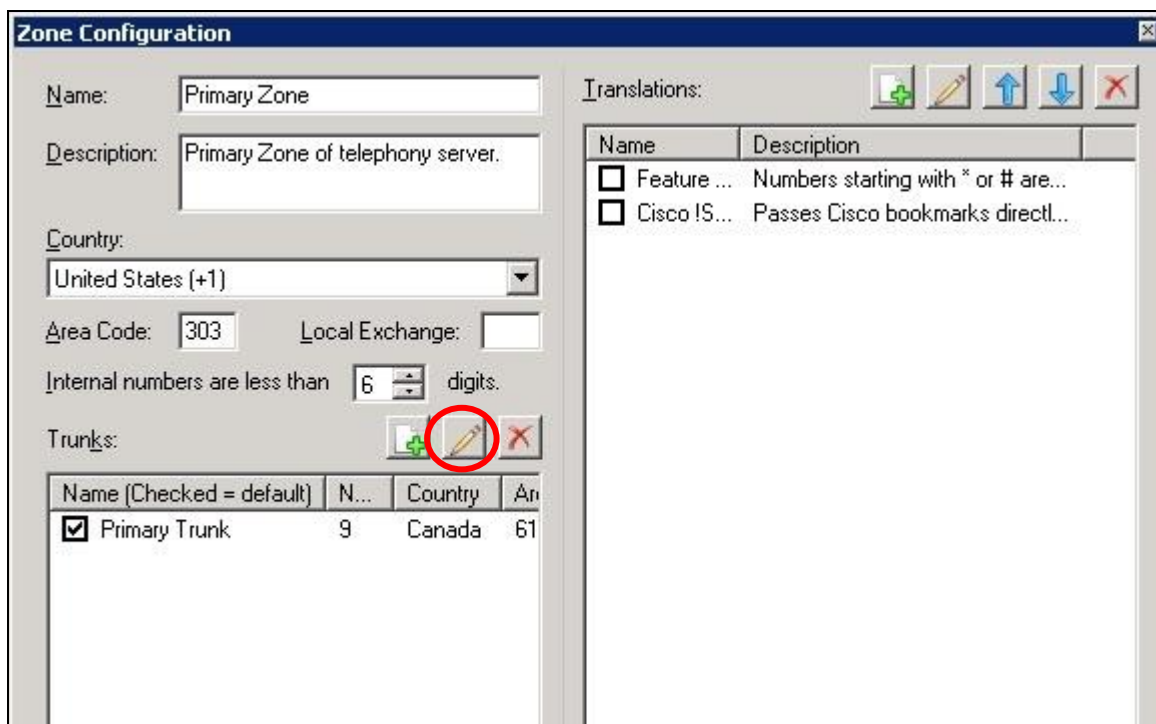 Zone Configuration
Name: Primary Zone
Description: Primary Zone of telephony server.
Country:
United States (+1)
Area Code: 303 Local Exchange:
Internal numbers are less than 6 digits.
Trunks:
Name (Checked = default) N... Country Are
Primary Trunk 9 Canada 61
Translations:
Name Description
Feature ... Numbers starting with * or # are...
Cisco !S... Passes Cisco bookmarks directl...